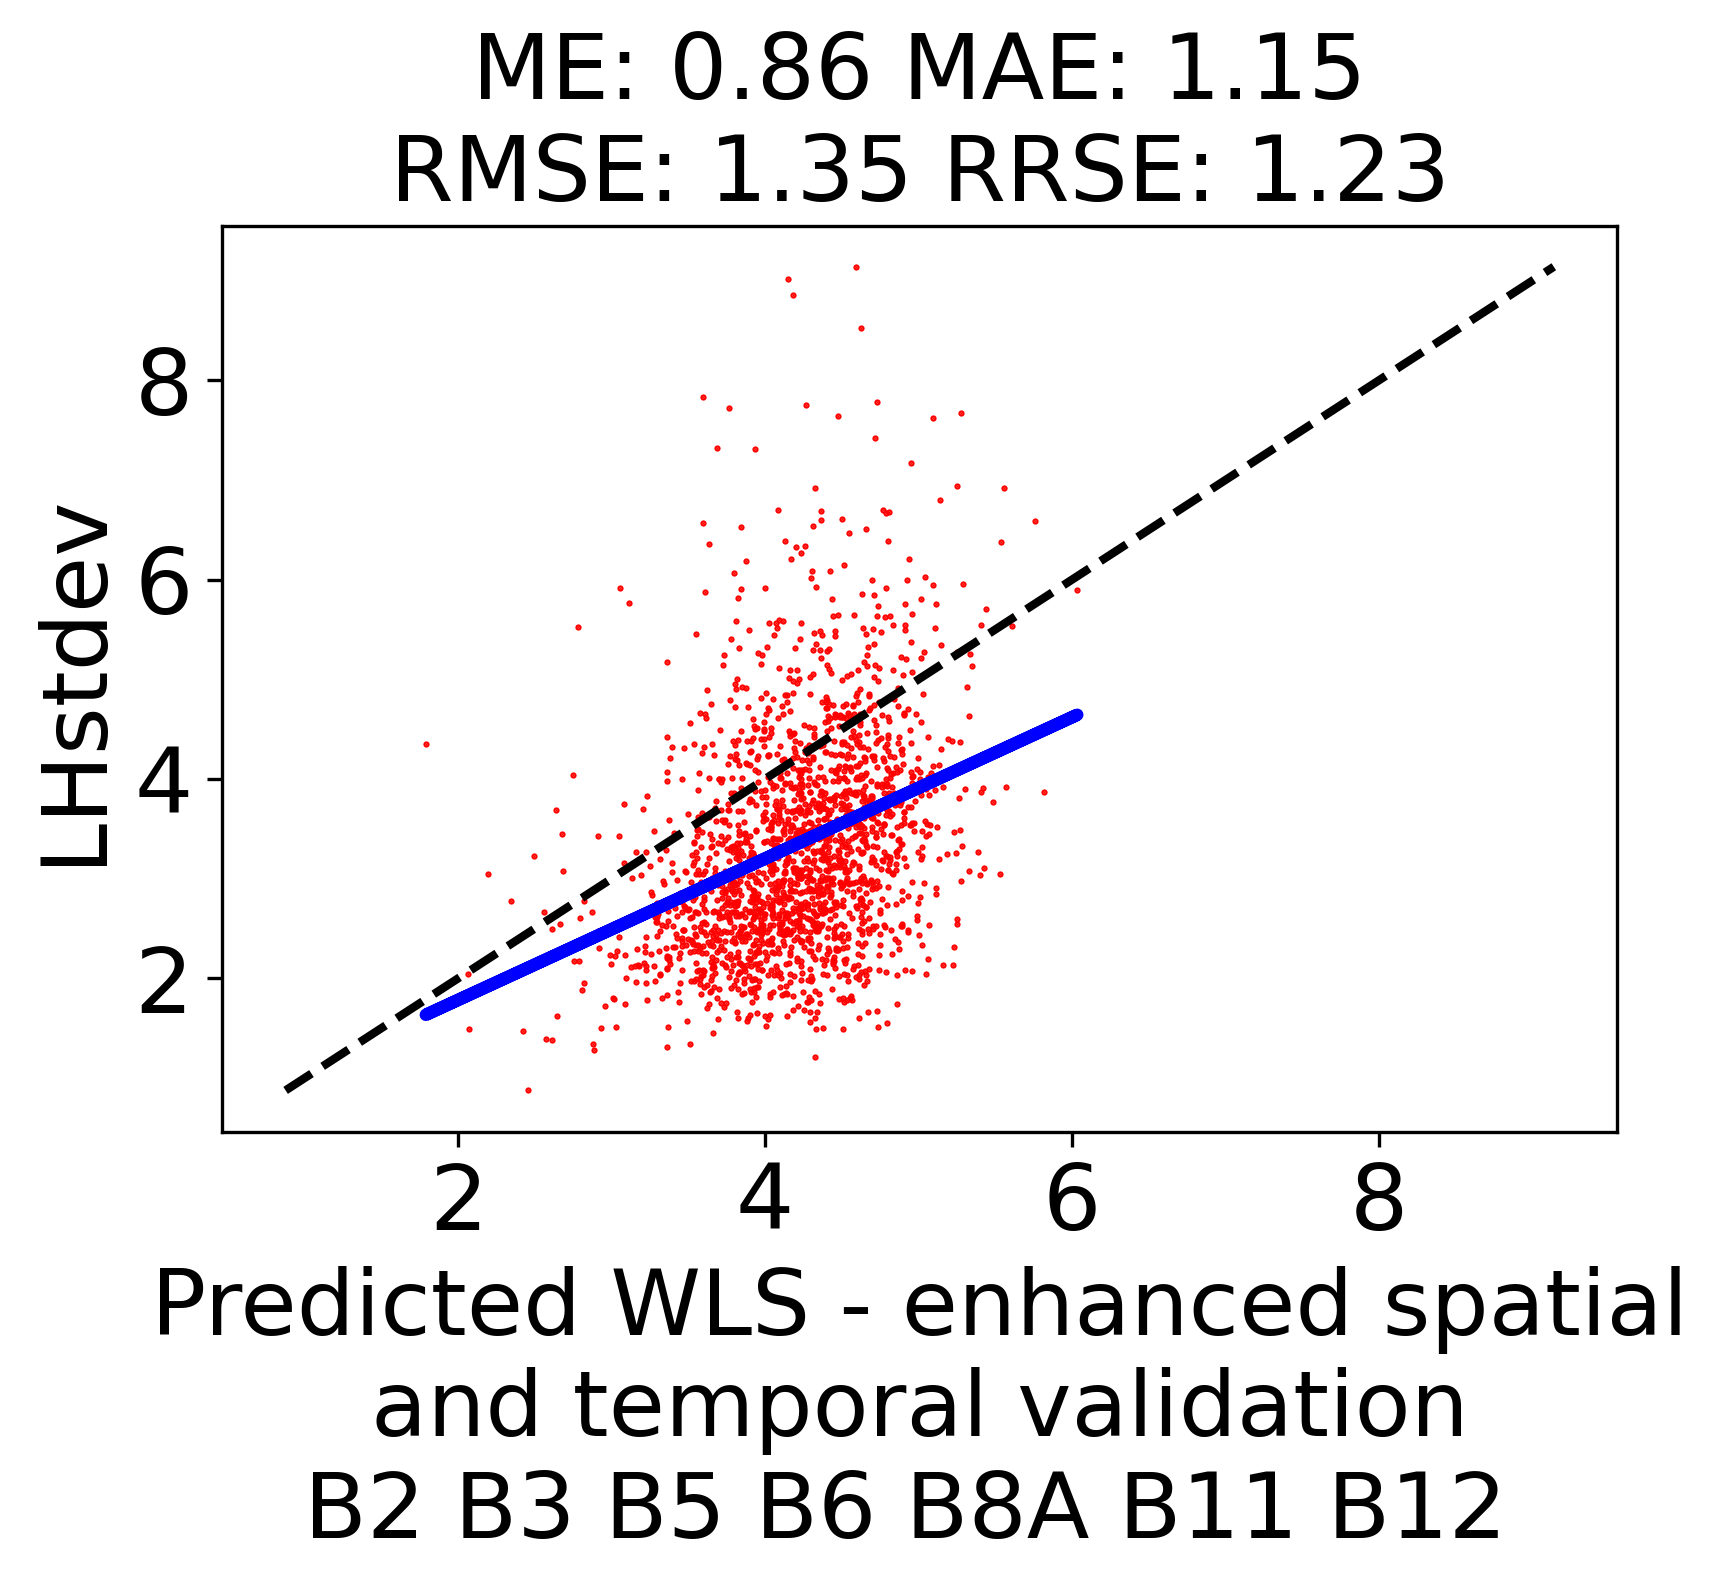 ME: 0.86 MAE: 1.15
RMSE: 1.35 RRSE: 1.23
LHstdev
8
6
4
2
2 4 6 8
Predicted WLS - enhanced spatial
and temporal validation
B2 B3 B5 B6 B8A B11 B12